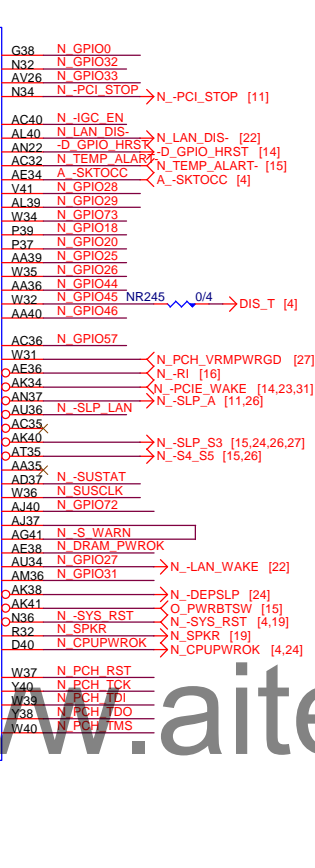 G38 N_GPIO0
N32 N_GPIO32
AV26 N_GPIO33
N34 N_-PCI_STOP N_-PCI_STOP [11]
AC40 N_-IGC_EN
AL40 N_LAN_DIS- N_LAN_DIS- [22]
AN22 -D_GPIO_HRST -D_GPIO_HRST [14]
AC32 N_TEMP_ALART- N_TEMP_ALART- [15]
AE34 A_-SKTOCC A_-SKTOCC [4]
V41 N_GPIO28
AL39 N_GPIO29
W34 N_GPIO73
P39 N_GPIO18
P37 N_GPIO20
AA39 N_GPIO25
W35 N_GPIO26
AA36 N_GPIO44
W32 N_GPIO45 NR245 0/4 DIS_T [4]
AA40 N_GPIO46
AC36 N_GPIO57
W31 N_PCH_VRMPWRGD [27]
AE36 N_-RI [16]
AK34 N_-PCIE_WAKE [14,23,31]
AN37 N_-SLP_A [11,26]
AU36 N_-SLP_LAN
AC35
AK40 N_-SLP_S3 [15,24,26,27]
AT35 N_-S4_S5 [15,26]
AA35
AD37 N_-SUSTAT
W36 N_SUSCLK
AJ40 N_GPIO72
AJ37
AG41 N_-S_WARN
AE38 N_DRAM_PWROK
AU34 N_GPIO27 N_-LAN_WAKE [22]
AM36 N_GPIO31
AK38 N_-DEPSLP [24]
AK41 O_PWRBTSW [15]
N36 N_-SYS_RST N_-SYS_RST [4,19]
R32 N_SPKR N_SPKR [19]
D40 N_CPUPWROK N_CPUPWROK [4,24]
W37 N_PCH_RST
Y40 N_PCH_TCK
W39 N_PCH_TDI
Y38 N_PCH_TDO
W40 N_PCH_TMS
w.aite